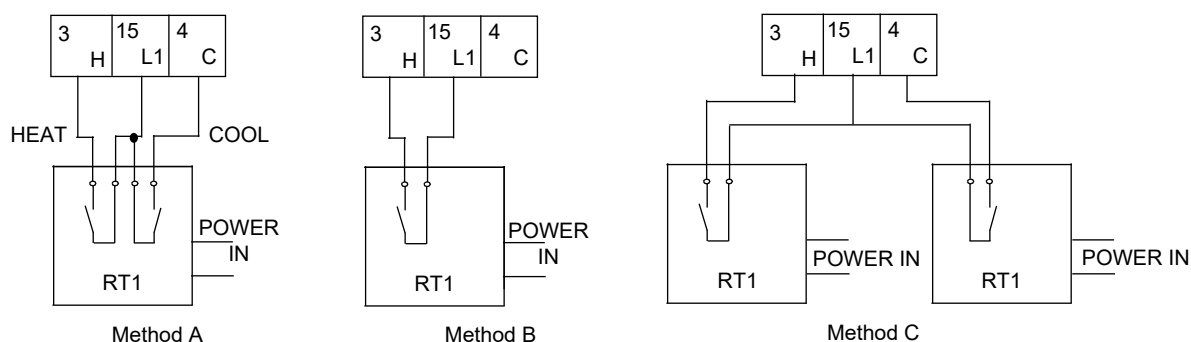 3 H 15 L1 4 C
HEAT COOL
POWER
IN
RT1
Method A
3 H 15 L1 4 C
POWER
IN
RT1
Method B
3 H 15 L1 4 C
POWER IN
RT1
POWER IN
RT1
Method C